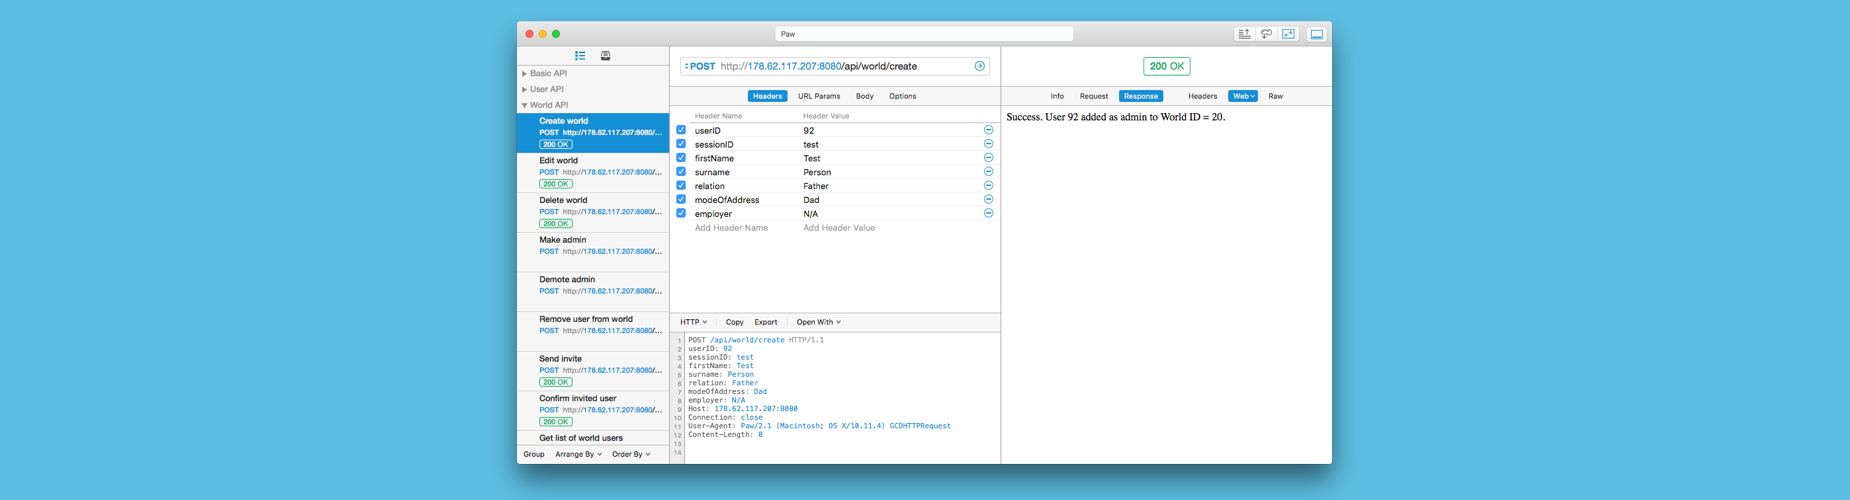 Paw
Basic API
User API
World API
Create world
POST http://178.62.117.207:8080/...
200 OK
Edit world
POST http://178.62.117.207:8080/...
200 OK
Delete world
POST http://178.62.117.207:8080/...
200 OK
Make admin
POST http://178.62.117.207:8080/...
Demote admin
POST http://178.62.117.207:8080/...
Remove user from world
POST http://178.62.117.207:8080/...
Send invite
POST http://178.62.117.207:8080/...
200 OK
Confirm invited user
POST http://178.62.117.207:8080/...
200 OK
Get list of world users
Group Arrange By Order By
POST http://178.62.117.207:8080/api/world/create
Headers URL Params Body Options
Header Name Header Value
userID 92
sessionID test
firstName Test
surname Person
relation Father
modeOfAddress Dad
employer N/A
Add Header Name Add Header Value
HTTP Copy Export Open With
1 POST /api/world/create HTTP/1.1
2 userID: 92
3 sessionID: test
4 firstName: Test
5 surname: Person
6 relation: Father
7 modeOfAddress: Dad
8 employer: N/A
9 Host: 178.62.117.207:8080
10 Connection: close
11 User-Agent: Paw/2.1 (Macintosh; OS X/10.11.4) GCDHTTPRequest
12 Content-Length: 0
13
14
200 OK
Info Request Response Headers Web Raw
Success. User 92 added as admin to World ID = 20.